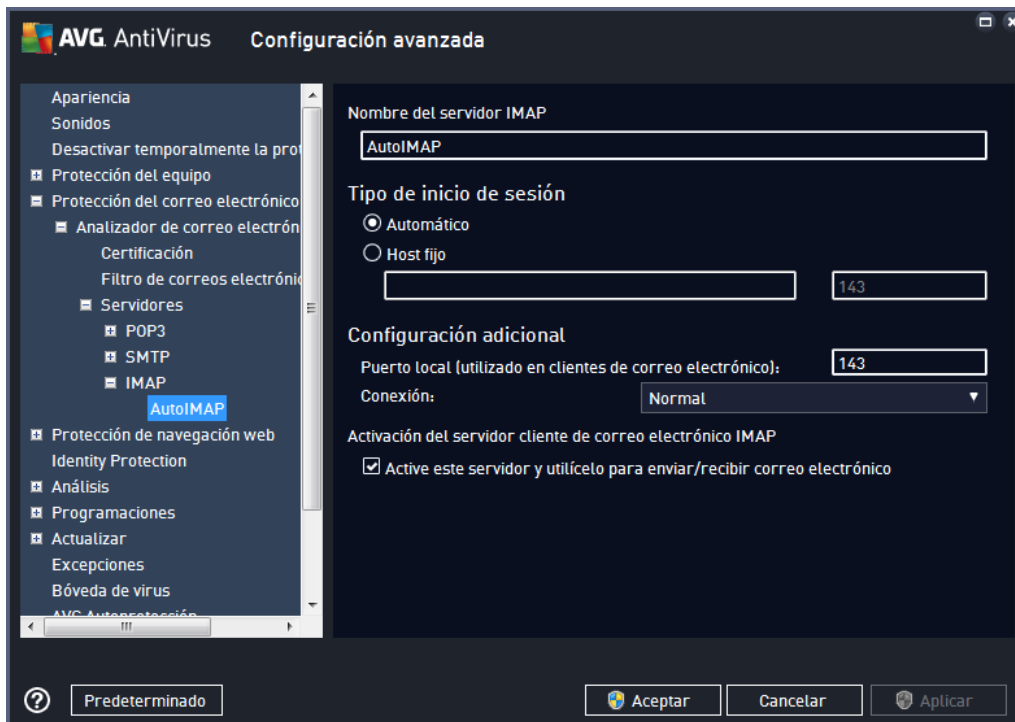 AVG. AntiVirus Configuración avanzada
Apariencia
Sonidos
Desactivar temporalmente la prot
Protección del equipo
Protección del correo electrónico
Analizador de correo electrón
Certificación
Filtro de correos electrónic
Servidores
POP3
SMTP
IMAP
AutoIMAP
Protección de navegación web
Identity Protection
Análisis
Programaciones
Actualizar
Excepciones
Bóveda de virus
AVG Autoprotección
Nombre del servidor IMAP
AutoIMAP
Tipo de inicio de sesión
Automático
Host fijo
143
Configuración adicional
Puerto local (utilizado en clientes de correo electrónico): 143
Conexión: Normal
Activación del servidor cliente de correo electrónico IMAP
Active este servidor y utilícelo para enviar/recibir correo electrónico
? Predeterminado Aceptar Cancelar Aplicar